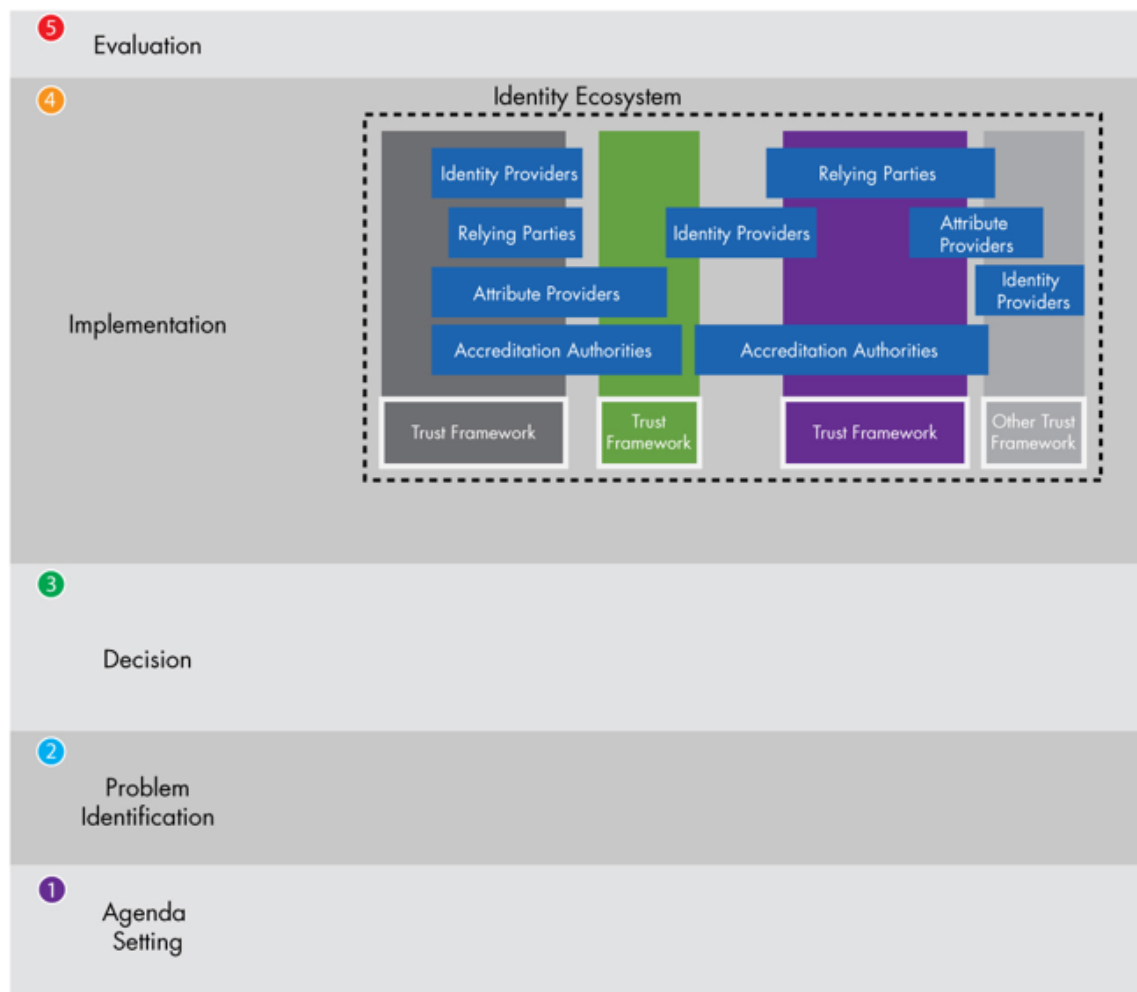 5
Evaluation
4
Identity Ecosystem
Identity Providers
Relying Parties
Relying Parties
Identity Providers
Attribute
Providers
Attribute Providers
Identity
Providers
Implementation
Accreditation Authorities
Accreditation Authorities
Trust Framework
Trust
Framework
Trust Framework
Other Trust
Framework
3
Decision
2
Problem
Identification
1
Agenda
Setting